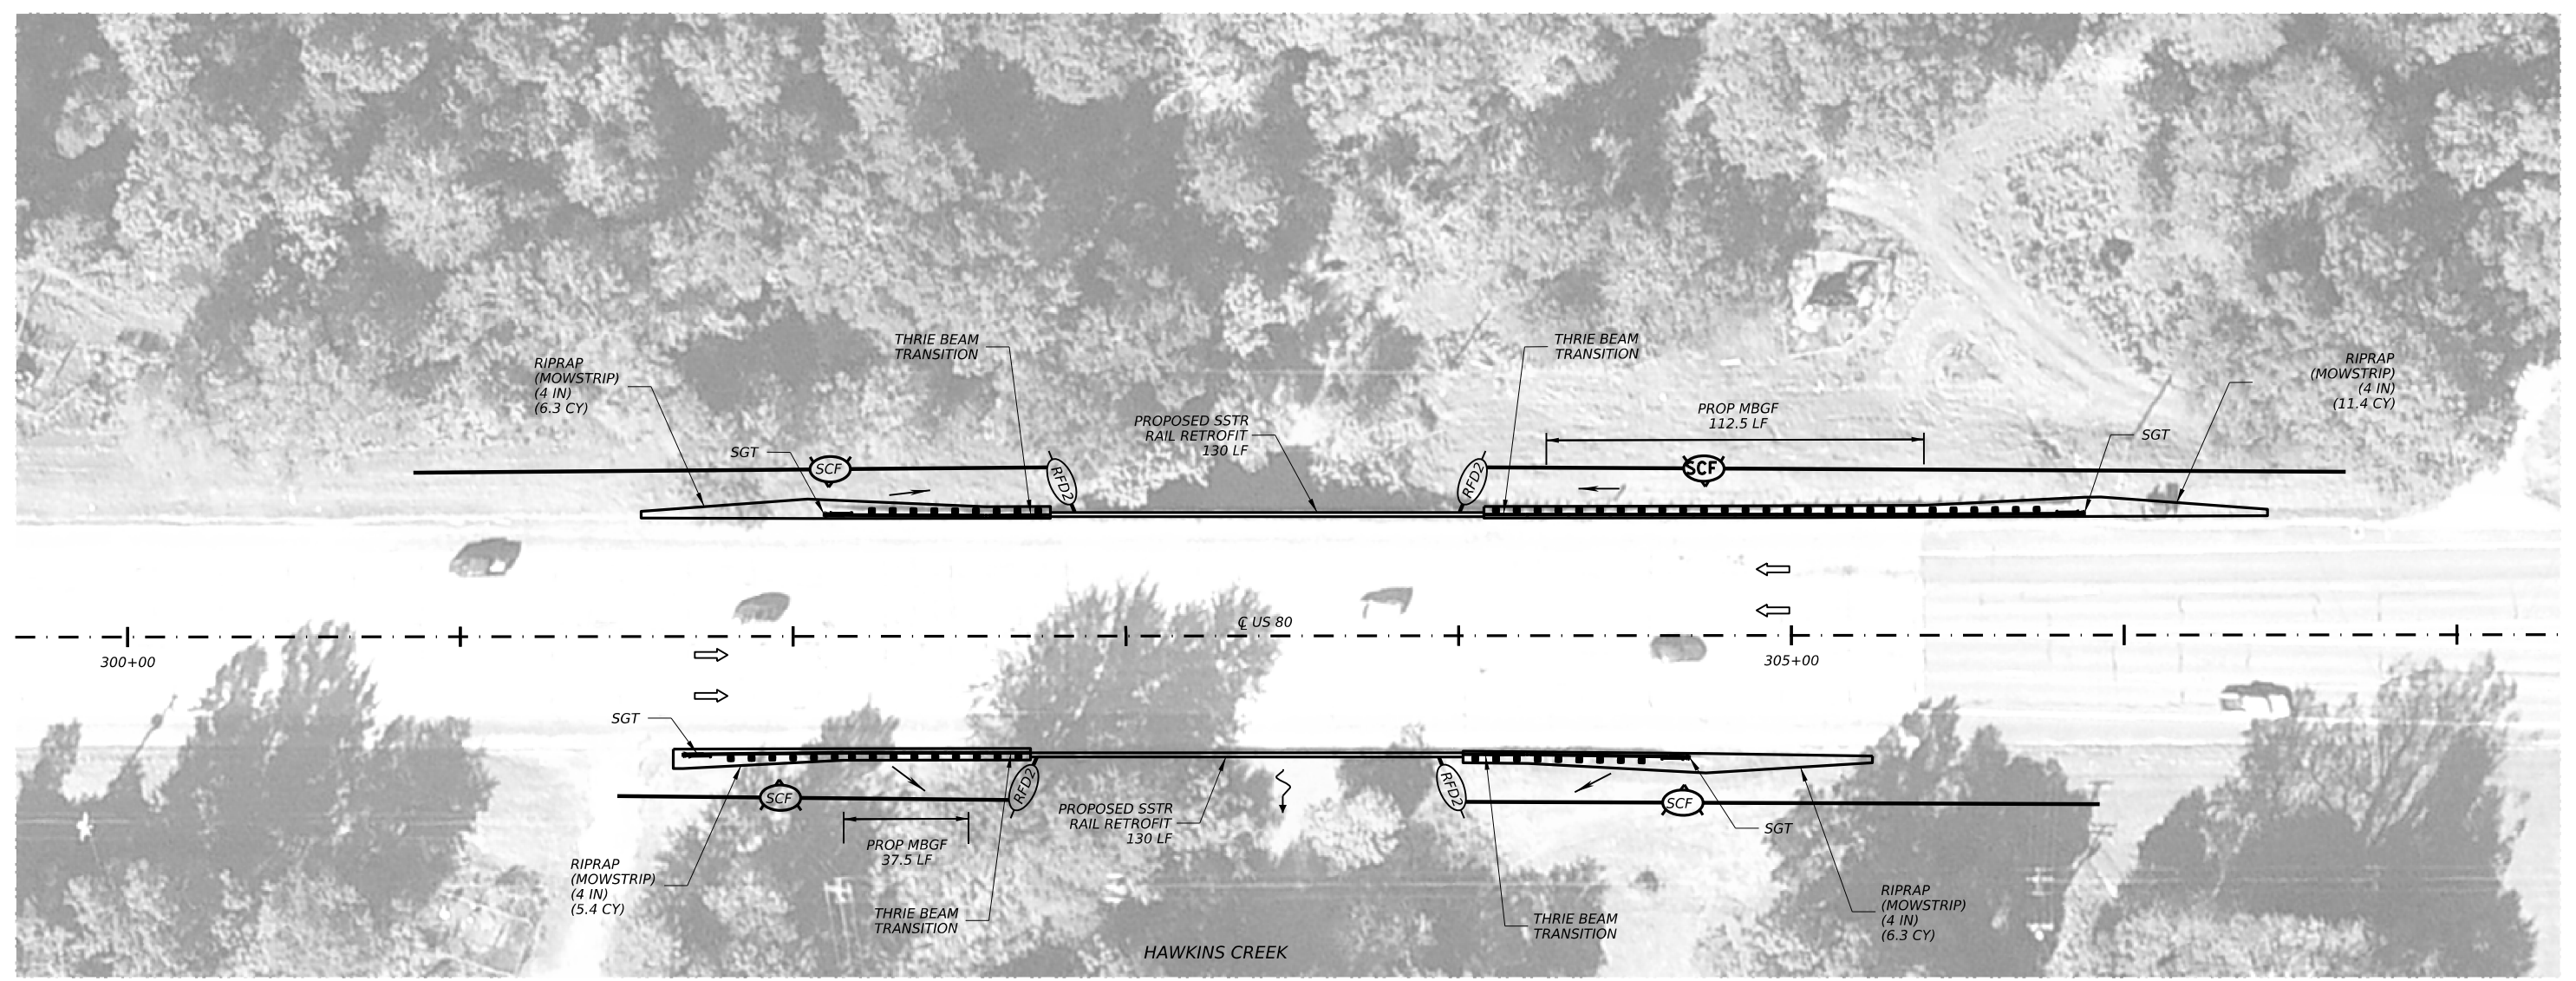 THRIE BEAM
TRANSITION
THRIE BEAM
TRANSITION
RIPRAP
(MOWSTRIP)
(4 IN)
(6.3 CY)
RIPRAP
(MOWSTRIP)
(4 IN)
(11.4 CY)
PROP MBGF
112.5 LF
PROPOSED SSTR
RAIL RETROFIT
130 LF
SGT
SGT
SCF
RFD2
RFD2
SCF
℄ US 80
300+00
305+00
SGT
SCF
RFD2
RFD2
SCF
PROPOSED SSTR
RAIL RETROFIT
130 LF
SGT
PROP MBGF
37.5 LF
RIPRAP
(MOWSTRIP)
(4 IN)
(5.4 CY)
RIPRAP
(MOWSTRIP)
(4 IN)
(6.3 CY)
THRIE BEAM
TRANSITION
THRIE BEAM
TRANSITION
HAWKINS CREEK